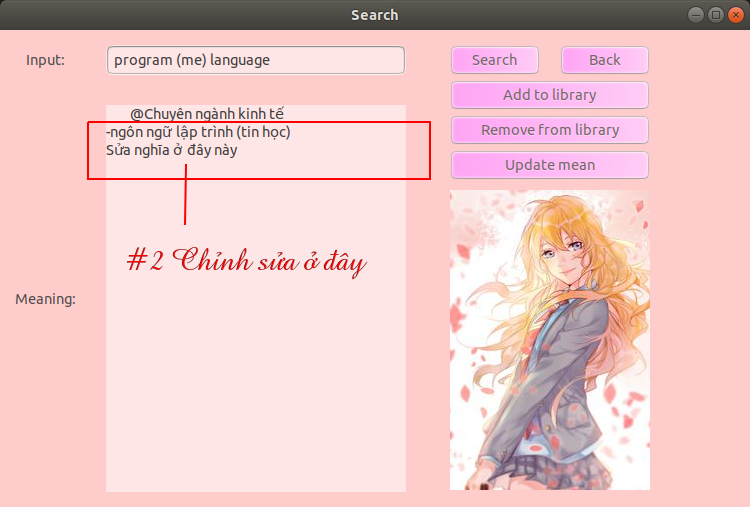 Search
Input:
program (me) language
Search
Back
Add to library
Remove from library
Update mean
@Chuyên ngành kinh tế
-ngôn ngữ lập trình (tin học)
Sửa nghĩa ở đây này
#2 Chỉnh sửa ở đây
Meaning: